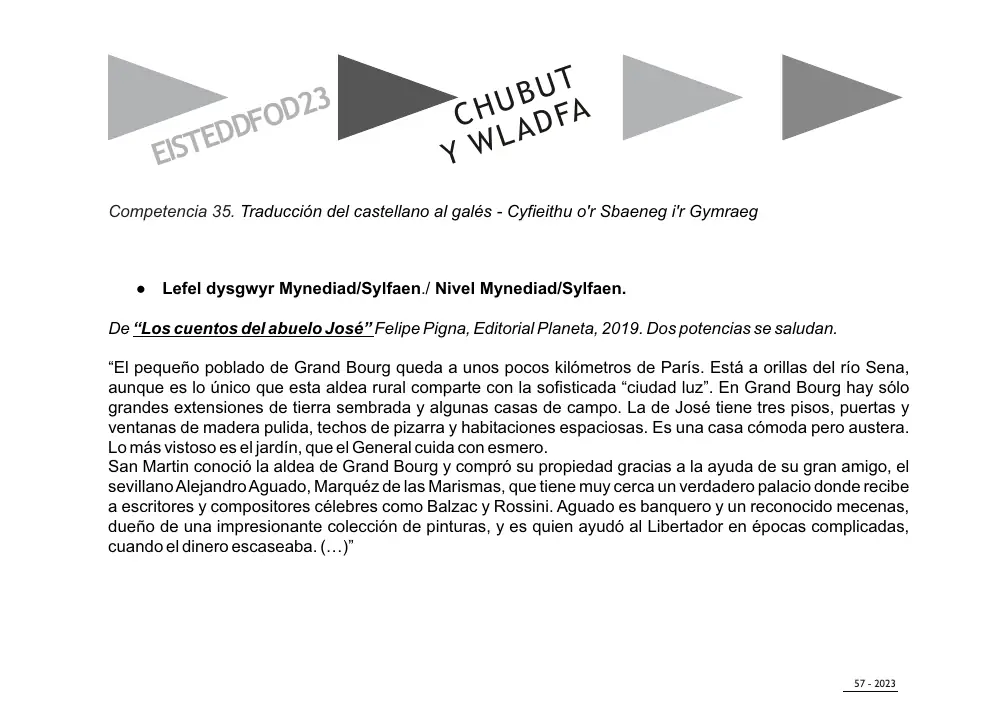 EISTEDDFOD23
CHUBUT
Y WLADFA
Competencia 35. Traducción del castellano al galés - Cyfieithu o'r Sbaeneg i'r Gymraeg
● Lefel dysgwyr Mynediad/Sylfaen./ Nivel Mynediad/Sylfaen.
De “Los cuentos del abuelo José” Felipe Pigna, Editorial Planeta, 2019. Dos potencias se saludan.
“El pequeño poblado de Grand Bourg queda a unos pocos kilómetros de París. Está a orillas del río Sena,
aunque es lo único que esta aldea rural comparte con la sofisticada “ciudad luz”. En Grand Bourg hay sólo
grandes extensiones de tierra sembrada y algunas casas de campo. La de José tiene tres pisos, puertas y
ventanas de madera pulida, techos de pizarra y habitaciones espaciosas. Es una casa cómoda pero austera.
Lo más vistoso es el jardín, que el General cuida con esmero.
San Martin conoció la aldea de Grand Bourg y compró su propiedad gracias a la ayuda de su gran amigo, el
sevillano Alejandro Aguado, Marquéz de las Marismas, que tiene muy cerca un verdadero palacio donde recibe
a escritores y compositores célebres como Balzac y Rossini. Aguado es banquero y un reconocido mecenas,
dueño de una impresionante colección de pinturas, y es quien ayudó al Libertador en épocas complicadas,
cuando el dinero escaseaba. (…)”
57 - 2023